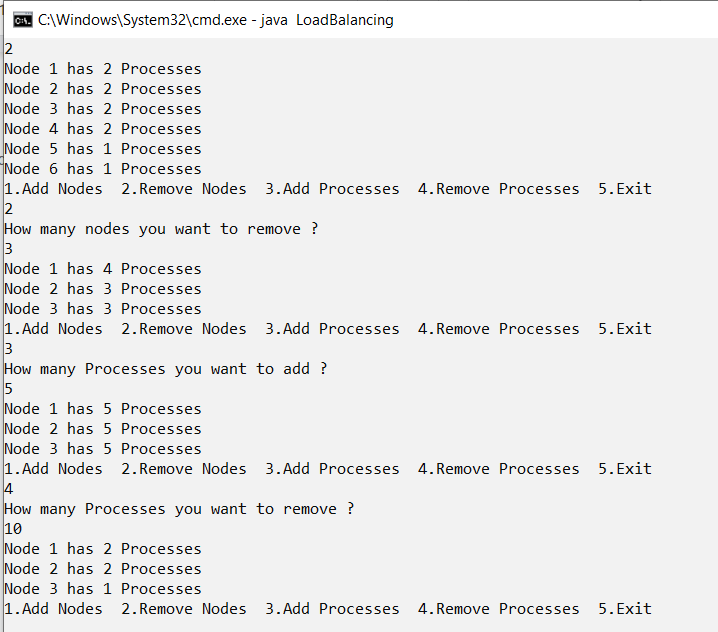 C:\Windows\System32\cmd.exe - java  LoadBalancing
2
Node 1 has 2 Processes
Node 2 has 2 Processes
Node 3 has 2 Processes
Node 4 has 2 Processes
Node 5 has 1 Processes
Node 6 has 1 Processes
1.Add Nodes  2.Remove Nodes  3.Add Processes  4.Remove Processes  5.Exit
2
How many nodes you want to remove ?
3
Node 1 has 4 Processes
Node 2 has 3 Processes
Node 3 has 3 Processes
1.Add Nodes  2.Remove Nodes  3.Add Processes  4.Remove Processes  5.Exit
3
How many Processes you want to add ?
5
Node 1 has 5 Processes
Node 2 has 5 Processes
Node 3 has 5 Processes
1.Add Nodes  2.Remove Nodes  3.Add Processes  4.Remove Processes  5.Exit
4
How many Processes you want to remove ?
10
Node 1 has 2 Processes
Node 2 has 2 Processes
Node 3 has 1 Processes
1.Add Nodes  2.Remove Nodes  3.Add Processes  4.Remove Processes  5.Exit